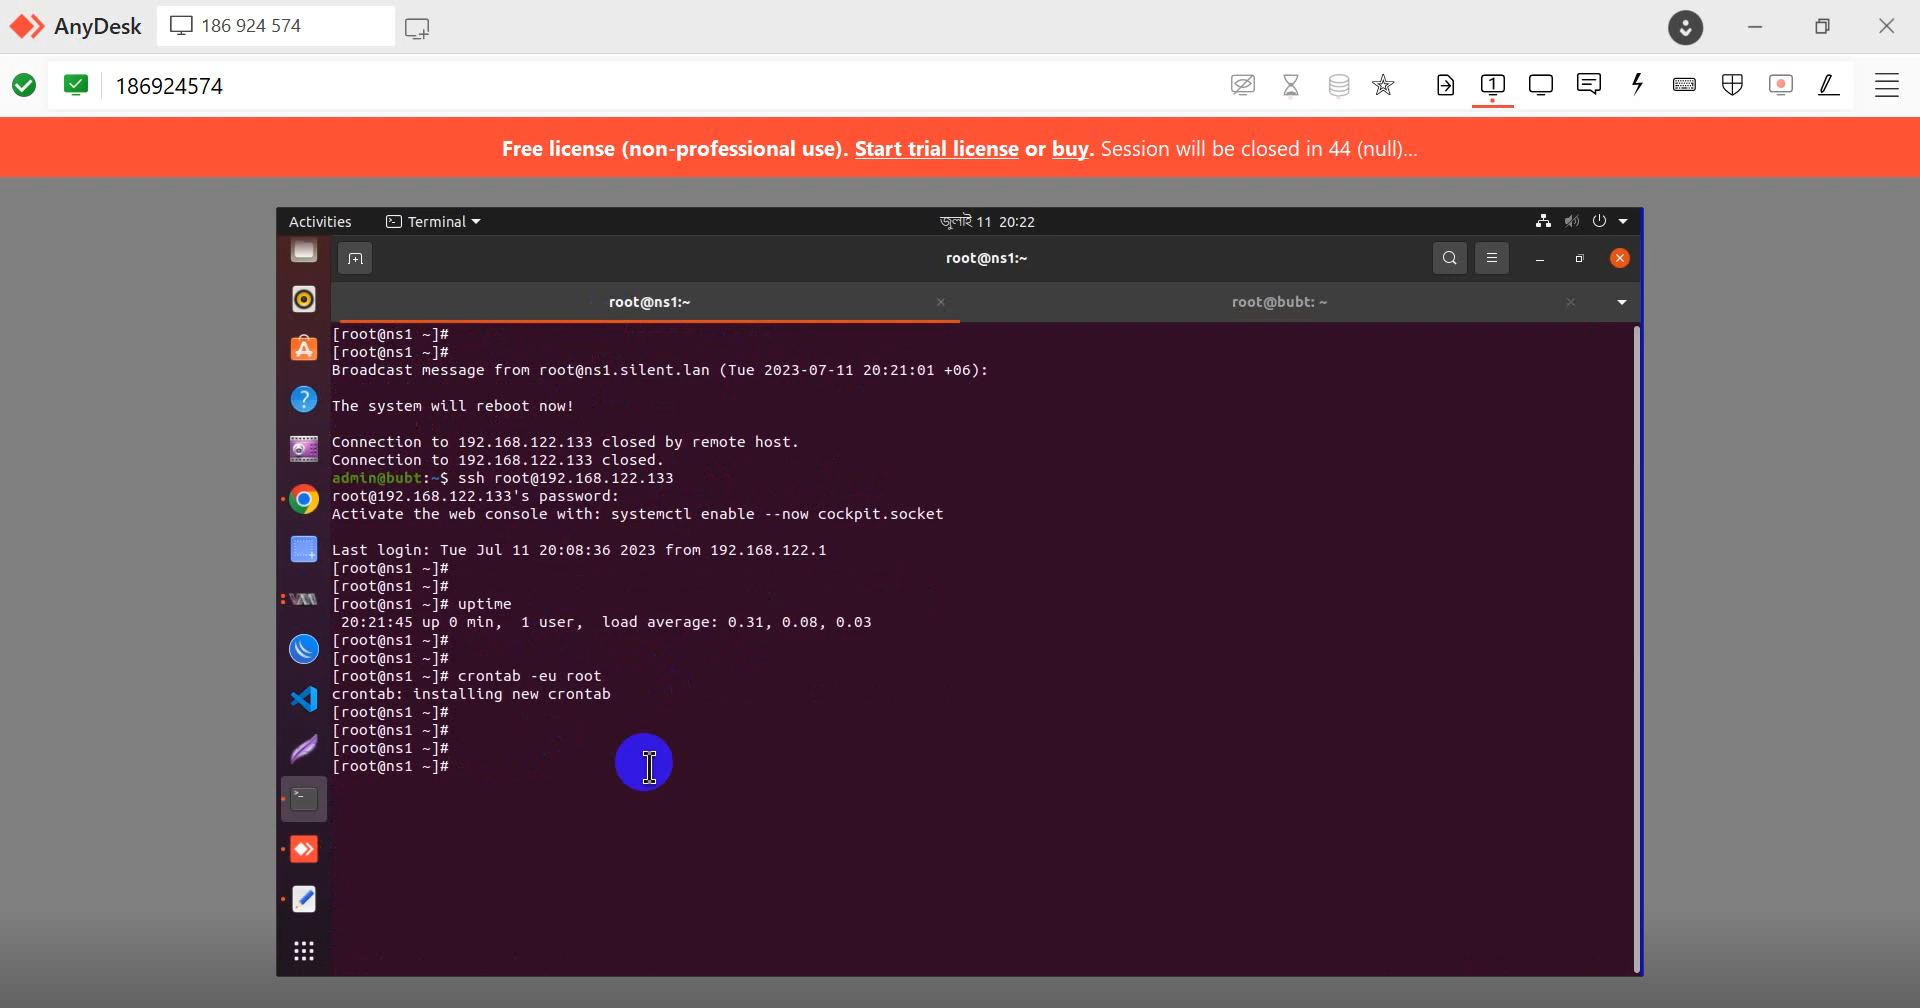 AnyDesk
186 924 574
186924574
1
Free license (non-professional use). Start trial license or buy. Session will be closed in 44 (null)...
Activities
Terminal
জুলাই 11 20:22
root@ns1:~
root@ns1:~
root@bubt: ~
[root@ns1 ~]#
[root@ns1 ~]#
Broadcast message from root@ns1.silent.lan (Tue 2023-07-11 20:21:01 +06):
The system will reboot now!
Connection to 192.168.122.133 closed by remote host.
Connection to 192.168.122.133 closed.
admin@bubt:~$ ssh root@192.168.122.133
root@192.168.122.133's password:
Activate the web console with: systemctl enable --now cockpit.socket
Last login: Tue Jul 11 20:08:36 2023 from 192.168.122.1
[root@ns1 ~]#
[root@ns1 ~]#
[root@ns1 ~]# uptime
20:21:45 up 0 min, 1 user, load average: 0.31, 0.08, 0.03
[root@ns1 ~]#
[root@ns1 ~]#
[root@ns1 ~]# crontab -eu root
crontab: installing new crontab
[root@ns1 ~]#
[root@ns1 ~]#
[root@ns1 ~]#
[root@ns1 ~]#